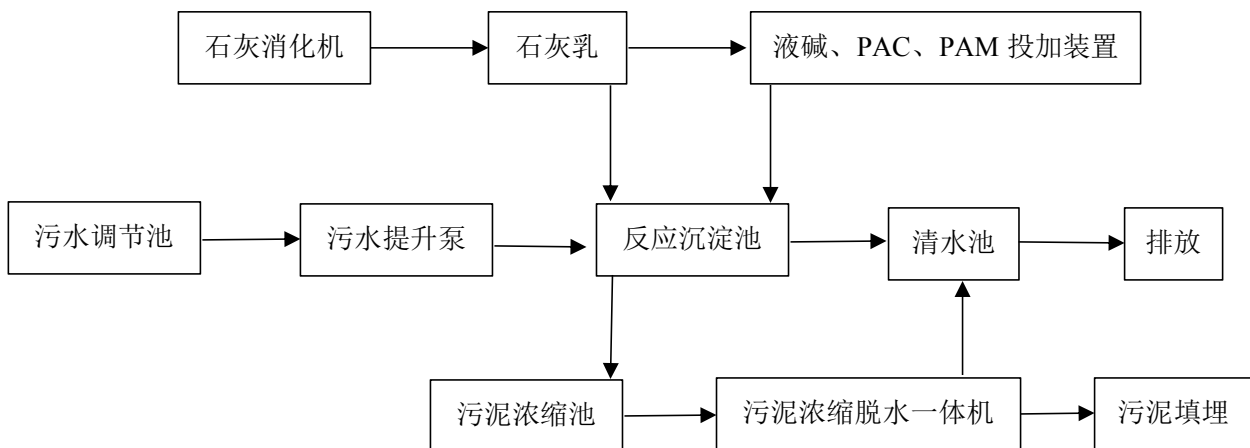 石灰消化机
石灰乳
液碱、PAC、PAM 投加装置
污水调节池
污水提升泵
反应沉淀池
清水池
排放
污泥浓缩池
污泥浓缩脱水一体机
污泥填埋